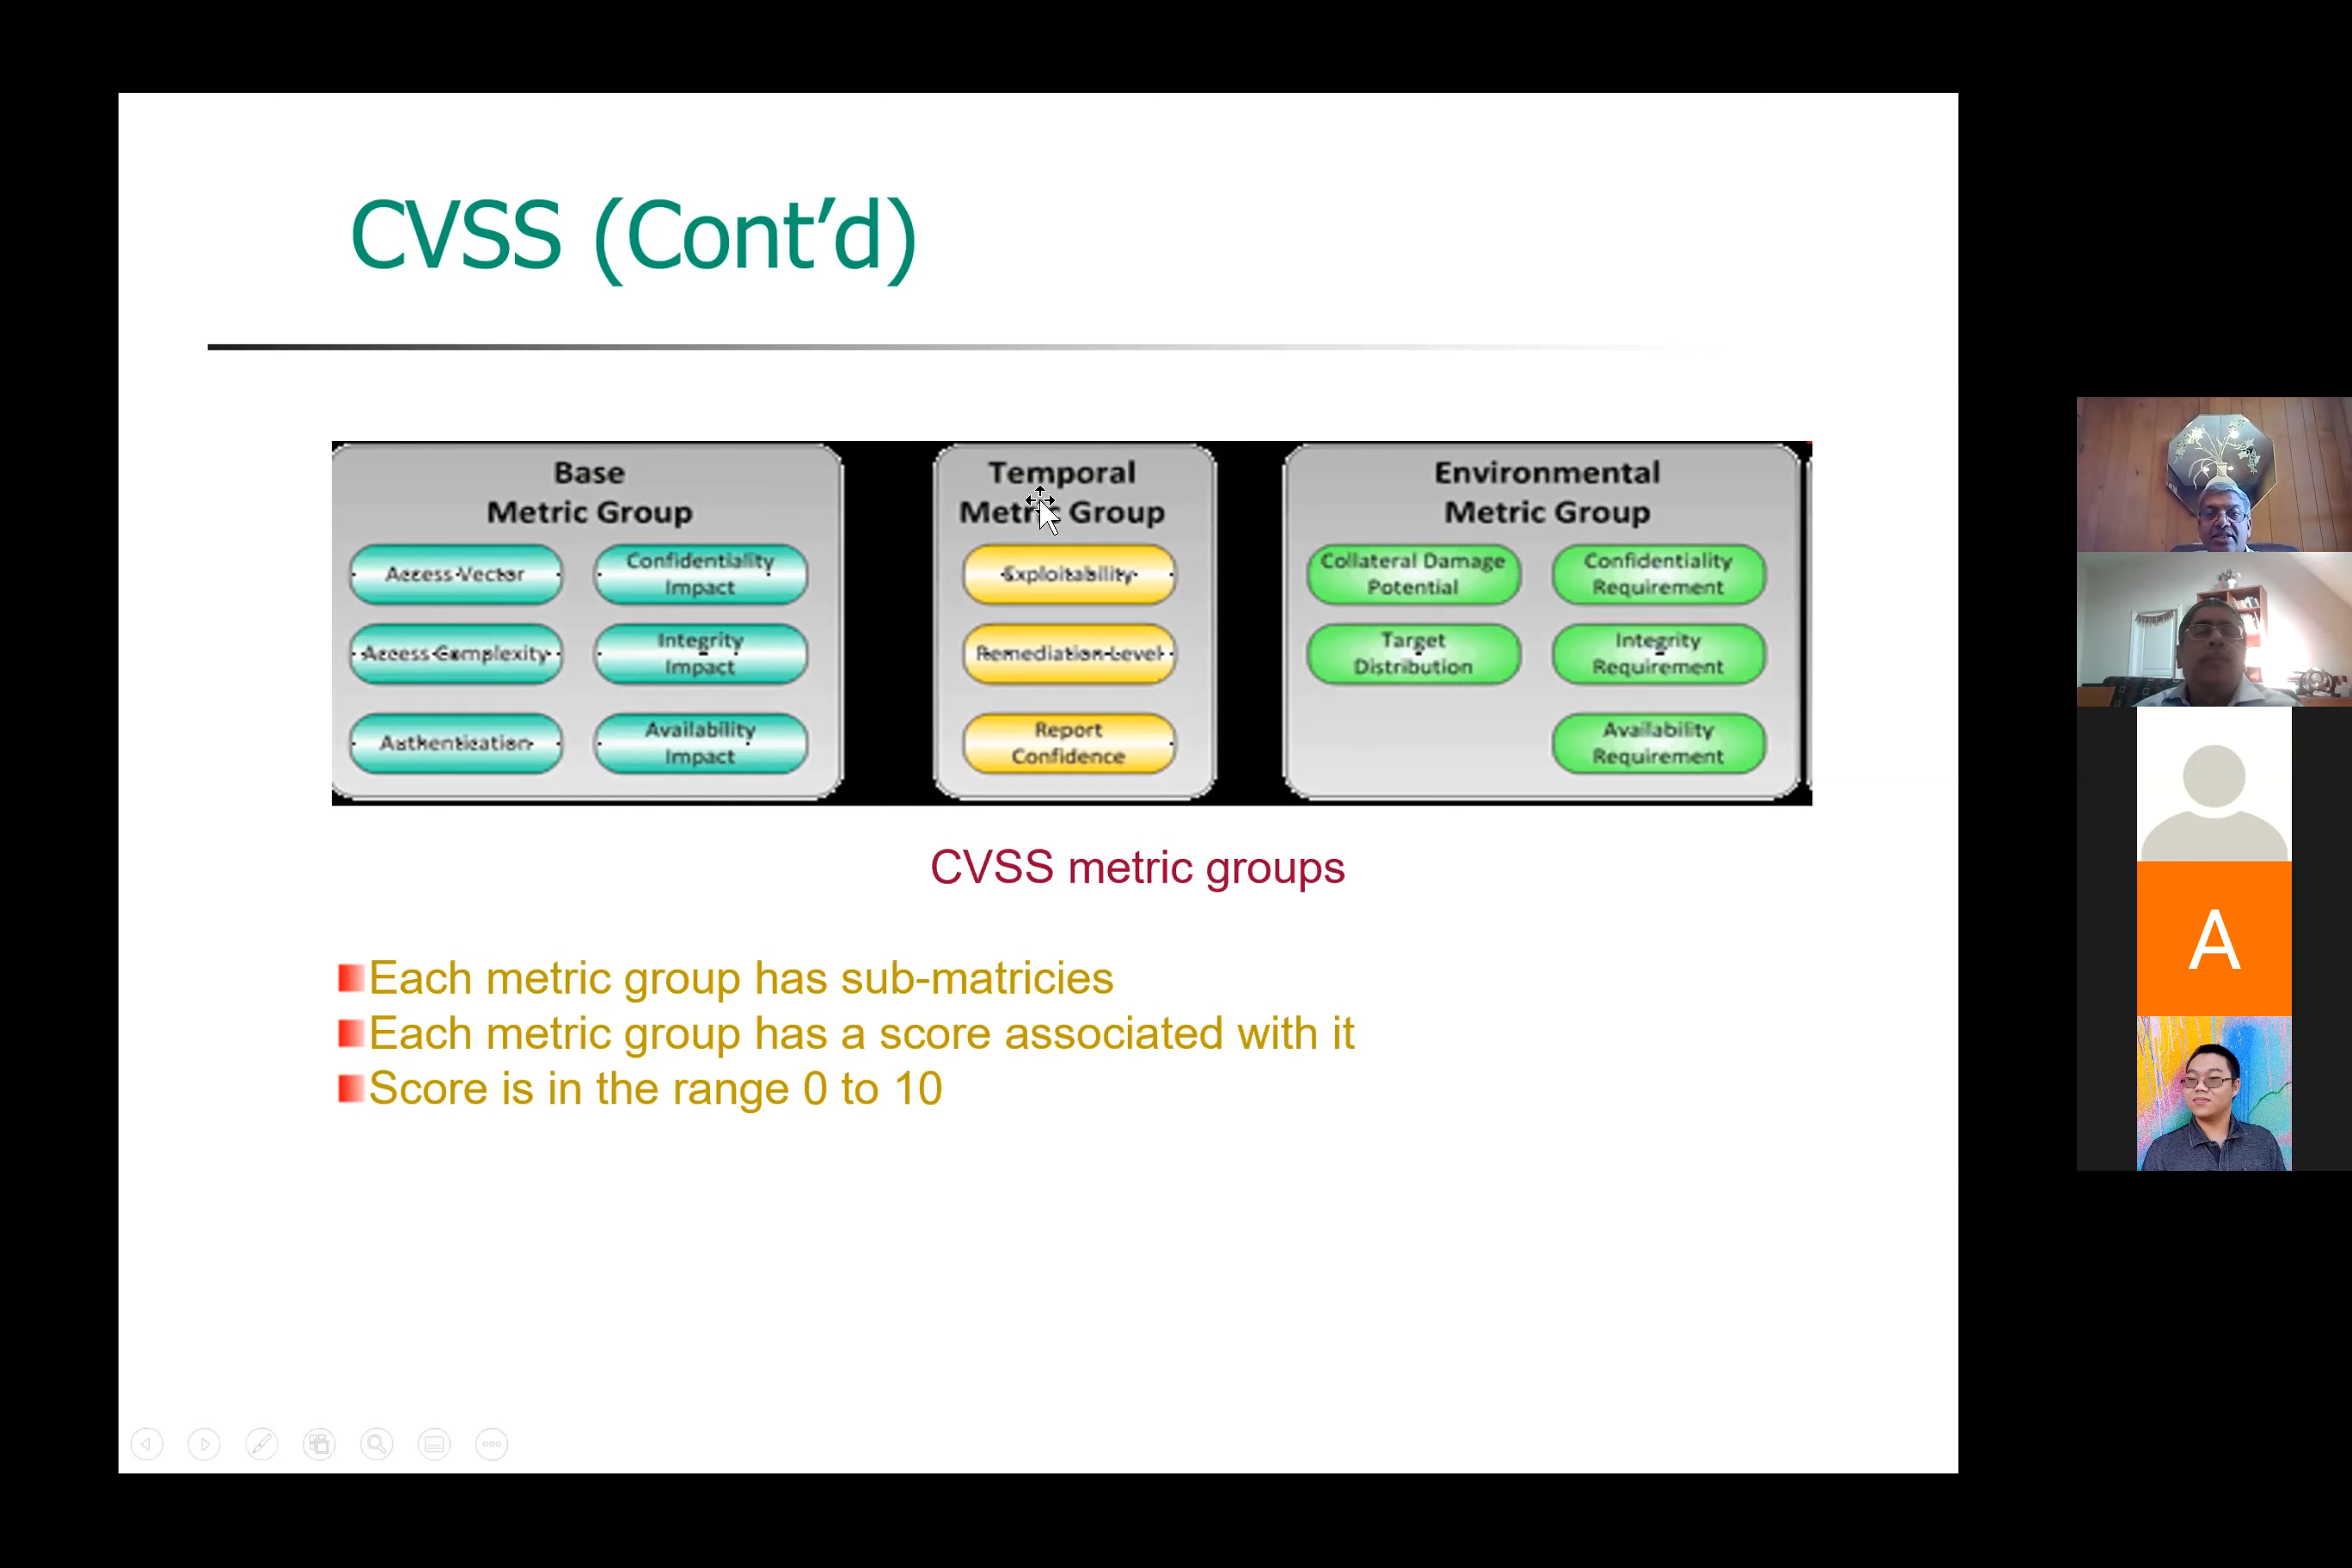 CVSS (Cont’d)
Base
Metric Group
Access Vector
Confidentiality
Impact
Access Complexity
Integrity
Impact
Authentication
Availability
Impact
Temporal
Metric Group
Exploitability
Remediation Level
Report
Confidence
Environmental
Metric Group
Collateral Damage
Potential
Confidentiality
Requirement
Target
Distribution
Integrity
Requirement
Availability
Requirement
CVSS metric groups
Each metric group has sub-matricies
Each metric group has a score associated with it
Score is in the range 0 to 10
A